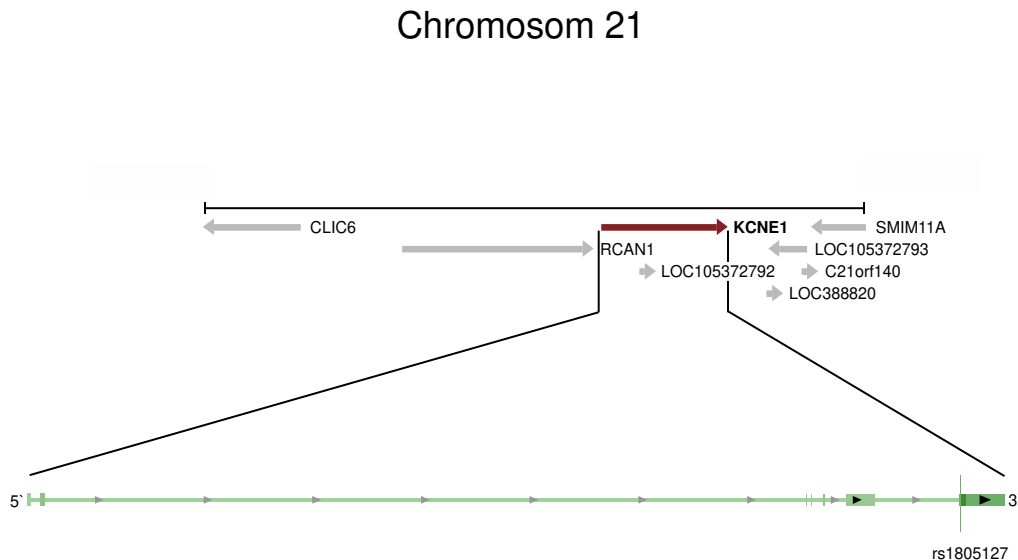 Chromosom 21
CLIC6
KCNE1
SMIM11A
RCAN1
LOC105372793
LOC105372792
C21orf140
LOC388820
5`
3
rs1805127